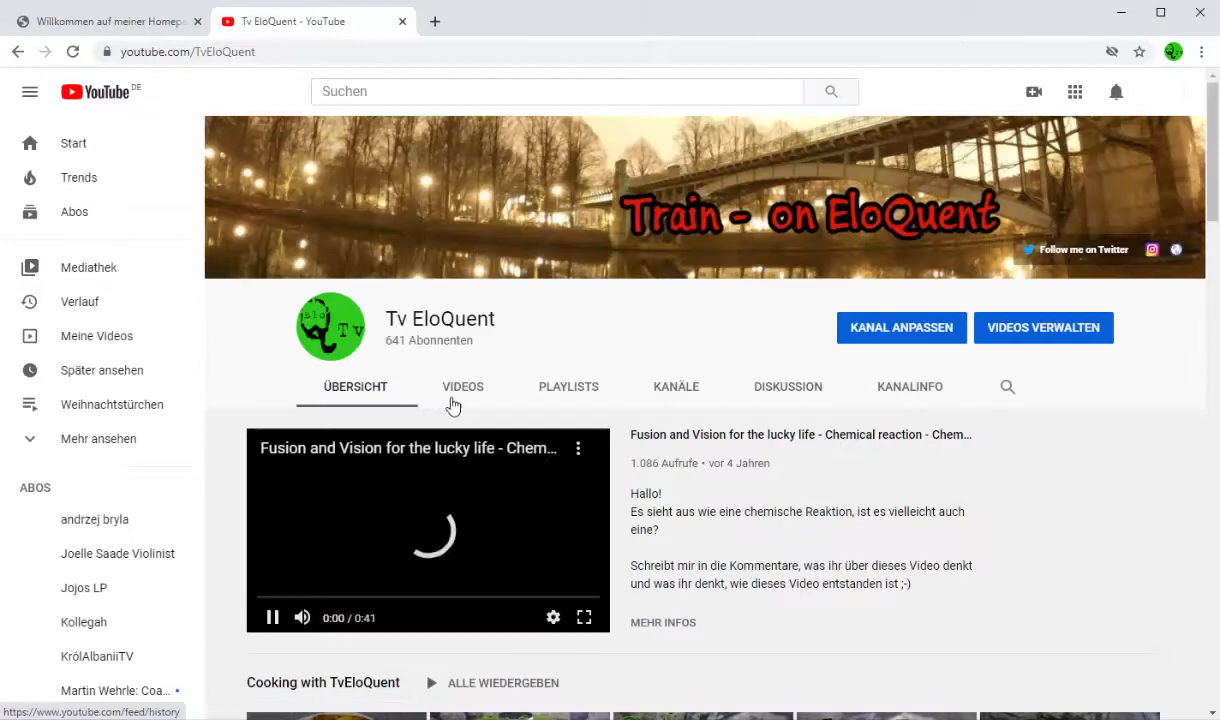 Willkommen auf meiner Homepa
Tv EloQuent - YouTube
youtube.com/TvEloQuent
YouTube DE
Suchen
Start
Trends
Abos
Mediathek
Verlauf
Meine Videos
Später ansehen
Weihnachtstürchen
Mehr ansehen
ABOS
andrzej bryla
Joelle Saade Violinist
Jojos LP
Kollegah
KrólAlbaniiTV
Martin Wehrle: Coa...
https://www.youtube.com/feed/history
Train - on EloQuent
Follow me on Twitter
elo
Tv
Tv EloQuent
641 Abonnenten
KANAL ANPASSEN
VIDEOS VERWALTEN
ÜBERSICHT
VIDEOS
PLAYLISTS
KANÄLE
DISKUSSION
KANALINFO
Fusion and Vision for the lucky life - Chem...
0:00 / 0:41
Fusion and Vision for the lucky life - Chemical reaction - Chem...
1.086 Aufrufe • vor 4 Jahren
Hallo!
Es sieht aus wie eine chemische Reaktion, ist es vielleicht auch
eine?
Schreibt mir in die Kommentare, was ihr über dieses Video denkt
und was ihr denkt, wie dieses Video entstanden ist ;-)
MEHR INFOS
Cooking with TvEloQuent
ALLE WIEDERGEBEN